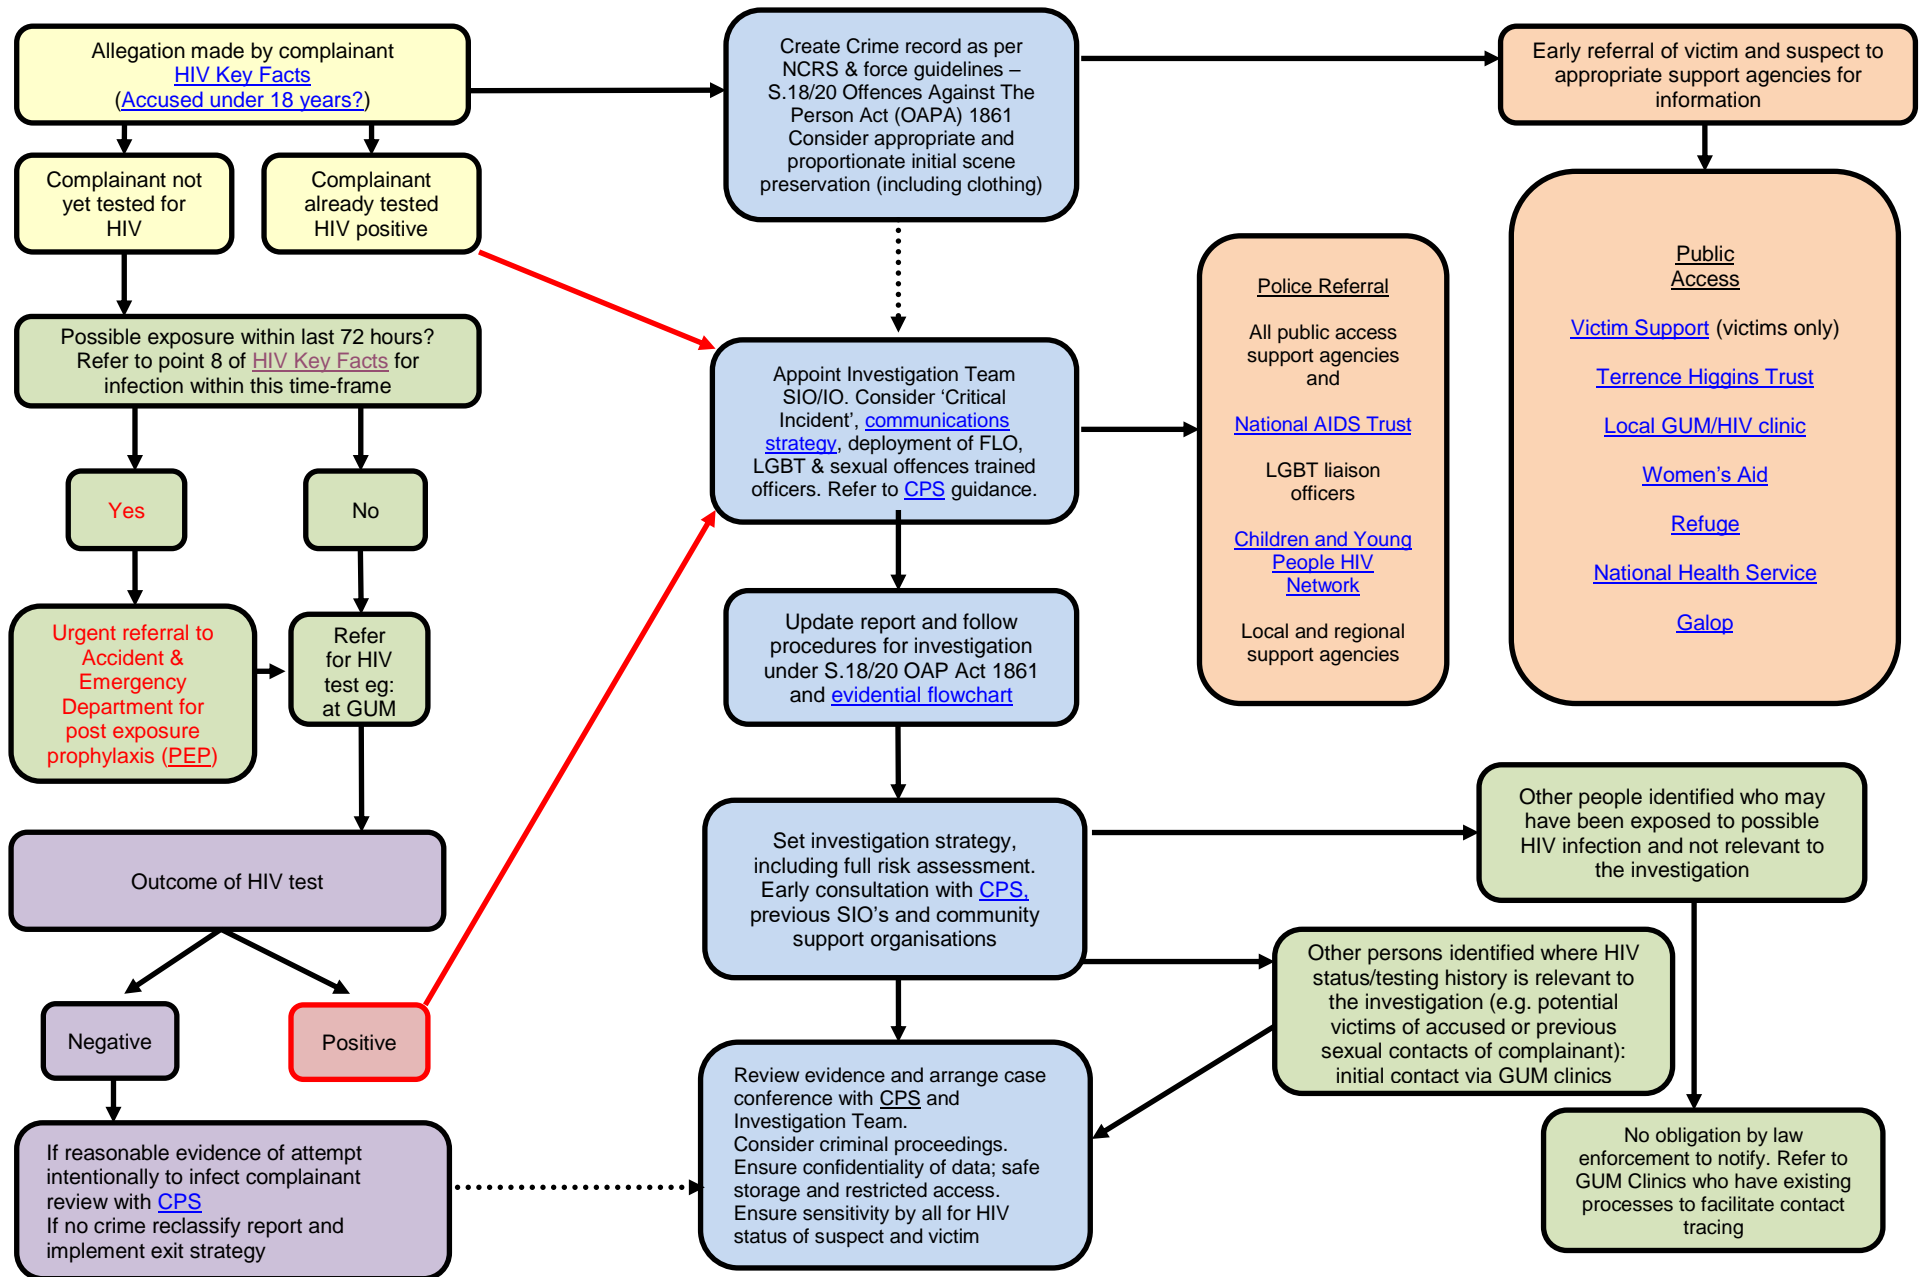 Allegation made by complainant
HIV Key Facts
(Accused under 18 years?)
Complainant not
yet tested for
HIV
Complainant
already tested
HIV positive
Possible exposure within last 72 hours?
Refer to point 8 of HIV Key Facts for
infection within this time-frame
Yes
No
Urgent referral to
Accident &
Emergency
Department for
post exposure
prophylaxis (PEP)
Refer
for HIV
test eg:
at GUM
Outcome of HIV test
Negative
Positive
If reasonable evidence of attempt
intentionally to infect complainant
review with CPS
If no crime reclassify report and
implement exit strategy
Create Crime record as per
NCRS & force guidelines –
S.18/20 Offences Against The
Person Act (OAPA) 1861
Consider appropriate and
proportionate initial scene
preservation (including clothing)
Appoint Investigation Team
SIO/IO. Consider ‘Critical
Incident’, communications
strategy, deployment of FLO,
LGBT & sexual offences trained
officers. Refer to CPS guidance.
Update report and follow
procedures for investigation
under S.18/20 OAP Act 1861
and evidential flowchart
Set investigation strategy,
including full risk assessment.
Early consultation with CPS,
previous SIO’s and community
support organisations
Review evidence and arrange case
conference with CPS and
Investigation Team.
Consider criminal proceedings.
Ensure confidentiality of data; safe
storage and restricted access.
Ensure sensitivity by all for HIV
status of suspect and victim
Early referral of victim and suspect to
appropriate support agencies for
information
Police Referral
All public access
support agencies
and
National AIDS Trust
LGBT liaison
officers
Children and Young
People HIV
Network
Local and regional
support agencies
Public
Access
Victim Support (victims only)
Terrence Higgins Trust
Local GUM/HIV clinic
Women’s Aid
Refuge
National Health Service
Galop
Other people identified who may
have been exposed to possible
HIV infection and not relevant to
the investigation
Other persons identified where HIV
status/testing history is relevant to
the investigation (e.g. potential
victims of accused or previous
sexual contacts of complainant):
initial contact via GUM clinics
No obligation by law
enforcement to notify. Refer to
GUM Clinics who have existing
processes to facilitate contact
tracing